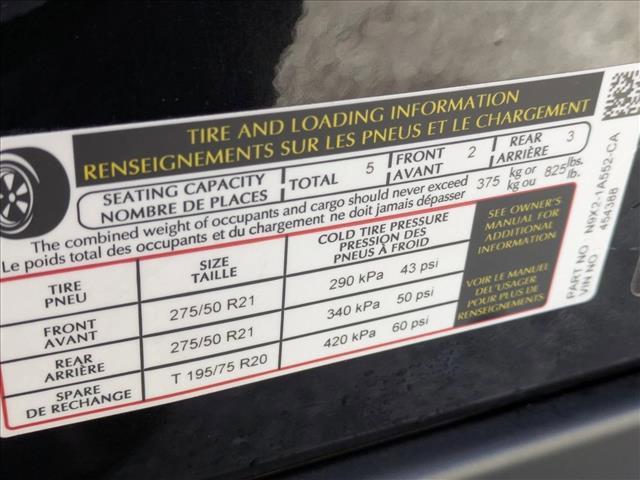 TIRE AND LOADING INFORMATION
RENSEIGNEMENTS SUR LES PNEUS ET LE CHARGEMENT
SEATING CAPACITY TOTAL 5 FRONT 2 REAR 3
NOMBRE DE PLACES AVANT ARRIÈRE
The combined weight of occupants and cargo should never exceed 375 kg or 825 lbs.
Le poids total des occupants et du chargement ne doit jamais dépasser kg ou lb.
TIRE SIZE COLD TIRE PRESSURE
PNEU TAILLE PRESSION DES
PNEUS À FROID
FRONT 275/50 R21 290 kPa 43 psi
AVANT
REAR 275/50 R21 340 kPa 50 psi
ARRIÈRE
SPARE T 195/75 R20 420 kPa 60 psi
DE RECHANGE
SEE OWNER'S
MANUAL FOR
ADDITIONAL
INFORMATION
VOIR LE MANUEL
DE L'USAGER
POUR PLUS DE
RENSEIGNEMENTS
PART NO
VIN NO 454388